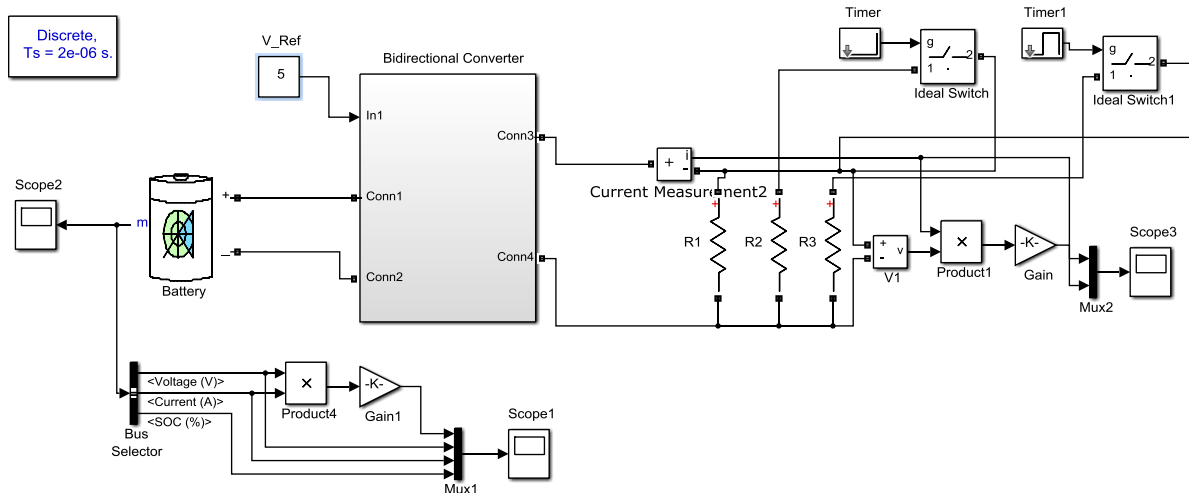 Discrete,
Ts = 2e-06 s.
V_Ref
5
Bidirectional Converter
In1
Conn1
Conn2
Conn3
Conn4
Timer
g
1
2
Ideal Switch
Timer1
g
1
2
Ideal Switch1
Scope2
m
+
_
Battery
+
i
-
Current Measurement2
+
R1
+
R2
+
R3
+
-
v
V1
×
Product1
-K-
Gain
Mux2
Scope3
<Voltage (V)>
<Current (A)>
<SOC (%)>
Bus
Selector
×
Product4
-K-
Gain1
Mux1
Scope1